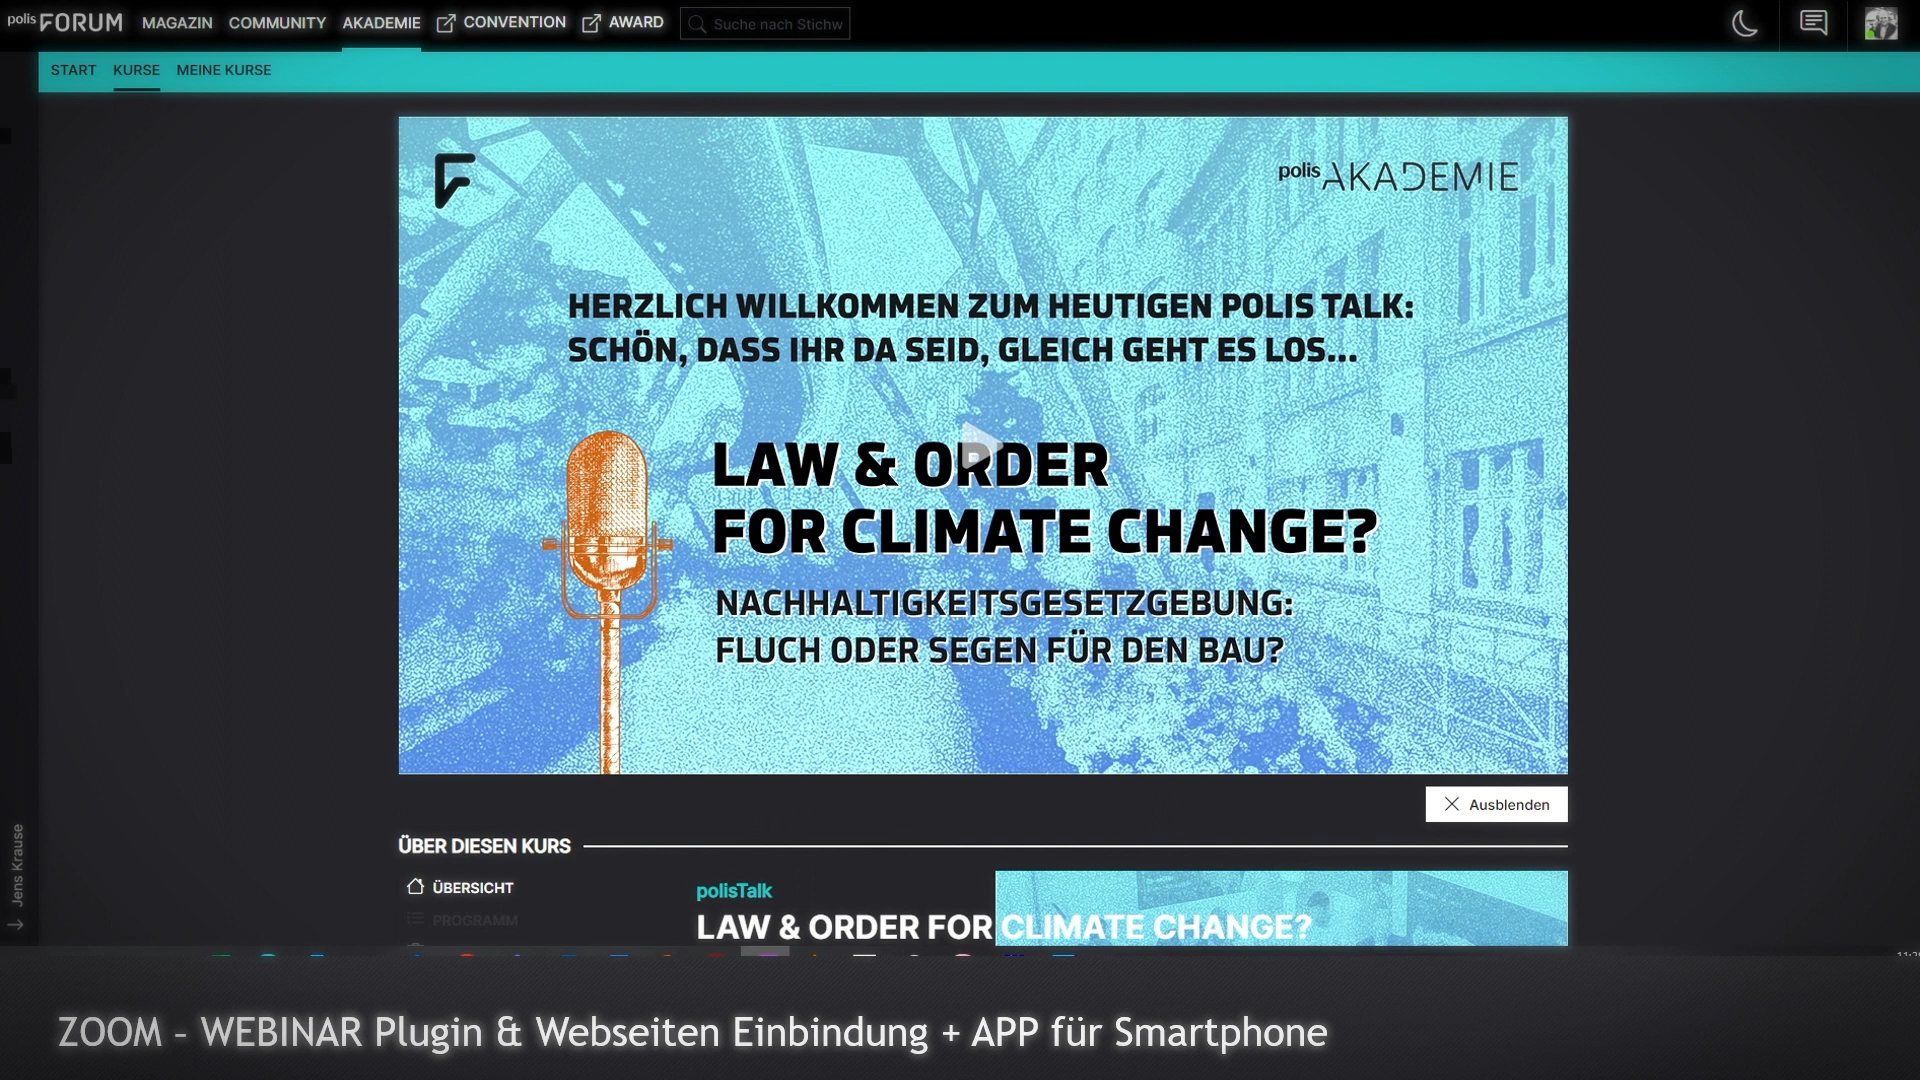 polis FORUM MAGAZIN COMMUNITY AKADEMIE CONVENTION AWARD Suche nach Stichw
START KURSE MEINE KURSE
polis AKADEMIE
HERZLICH WILLKOMMEN ZUM HEUTIGEN POLIS TALK:
SCHÖN, DASS IHR DA SEID, GLEICH GEHT ES LOS...
LAW & ORDER
FOR CLIMATE CHANGE?
NACHHALTIGKEITSGESETZGEBUNG:
FLUCH ODER SEGEN FÜR DEN BAU?
Ausblenden
ÜBER DIESEN KURS
ÜBERSICHT
PROGRAMM
polisTalk
LAW & ORDER FOR CLIMATE CHANGE?
Jens Krause
ZOOM - WEBINAR Plugin & Webseiten Einbindung + APP für Smartphone